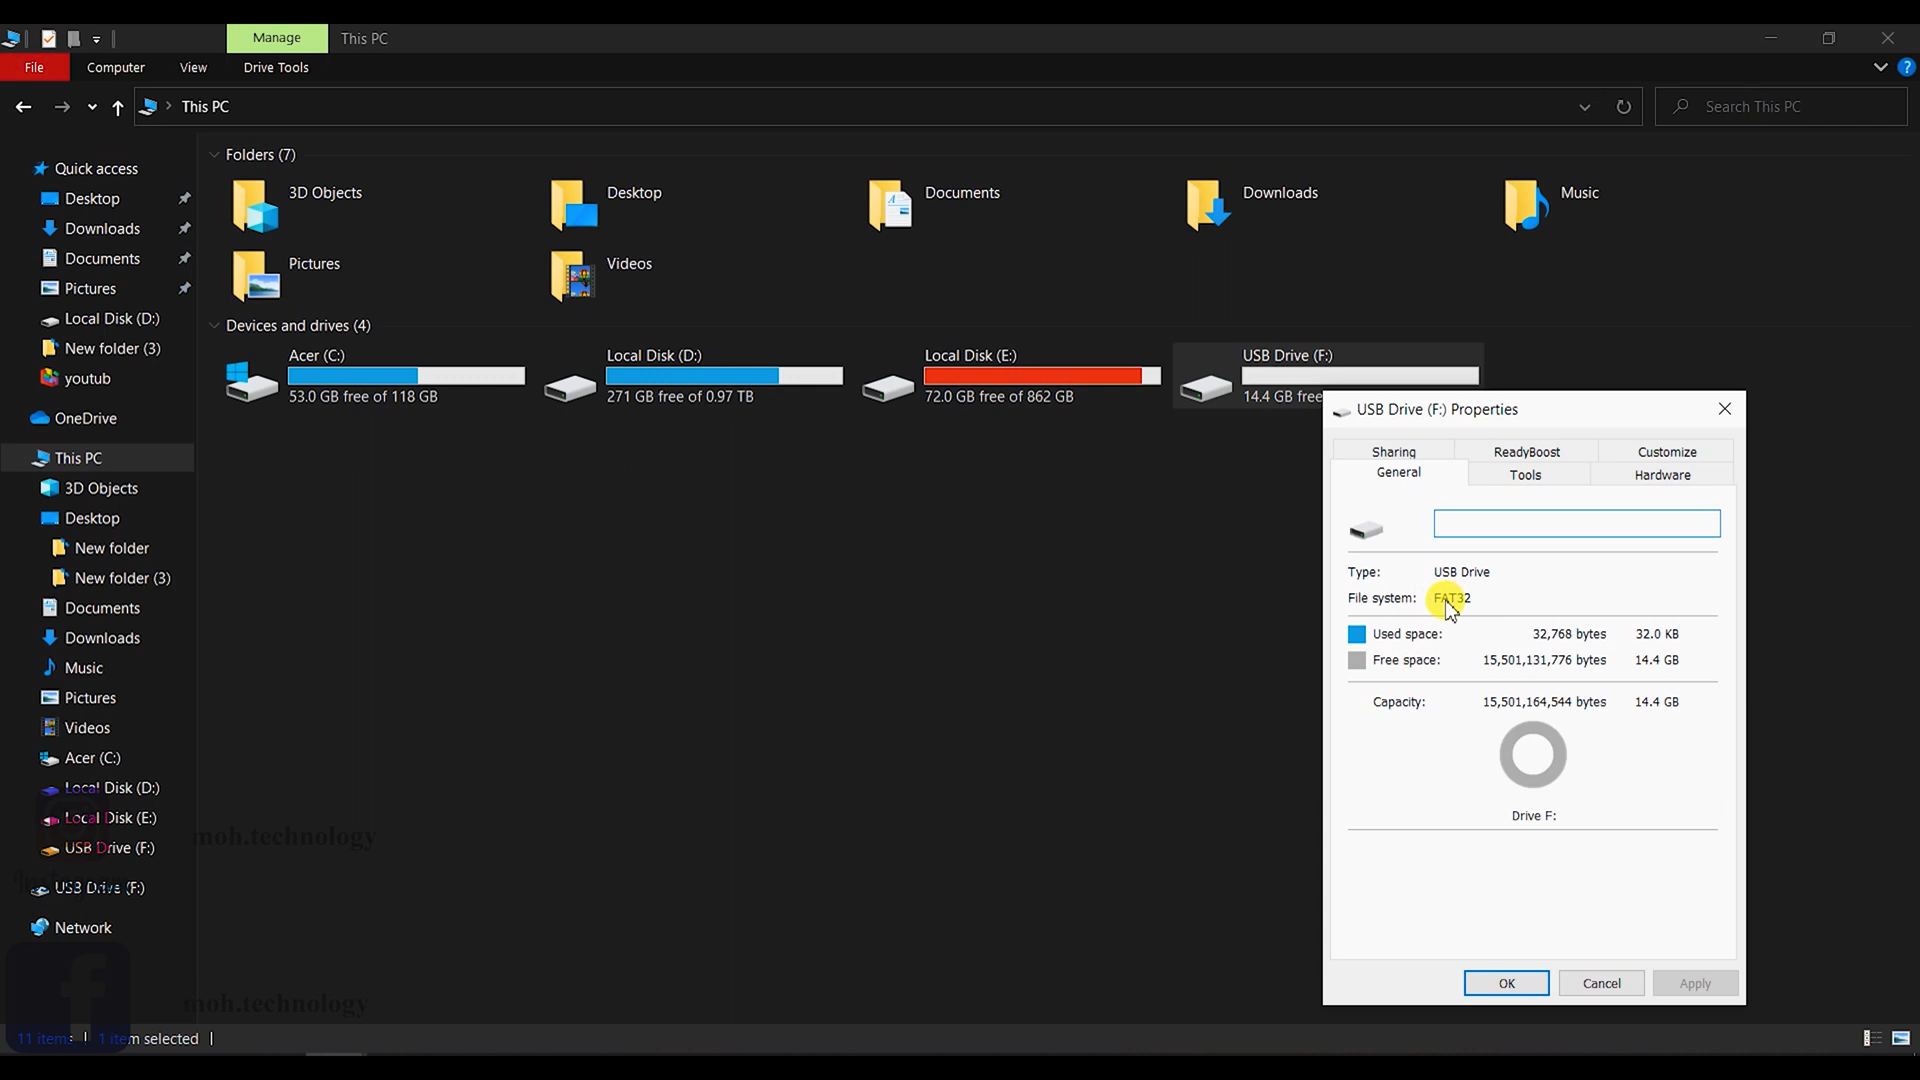 Manage This PC
File Computer View Drive Tools
This PC Search This PC
Quick access
Desktop
Downloads
Documents
Pictures
Local Disk (D:)
New folder (3)
youtub
OneDrive
This PC
3D Objects
Desktop
New folder
New folder (3)
Documents
Downloads
Music
Pictures
Videos
Acer (C:)
Local Disk (D:)
Local Disk (E:)
USB Drive (F:)
USB Drive (F:)
Network
Folders (7)
3D Objects Desktop Documents Downloads Music
Pictures Videos
Devices and drives (4)
Acer (C:) Local Disk (D:) Local Disk (E:) USB Drive (F:)
53.0 GB free of 118 GB 271 GB free of 0.97 TB 72.0 GB free of 862 GB 14.4 GB free
USB Drive (F:) Properties
Sharing ReadyBoost Customize
General Tools Hardware
Type: USB Drive
File system: FAT32
Used space: 32,768 bytes 32.0 KB
Free space: 15,501,131,776 bytes 14.4 GB
Capacity: 15,501,164,544 bytes 14.4 GB
Drive F:
OK Cancel Apply
moh.technology
moh.technology
11 items 1 item selected